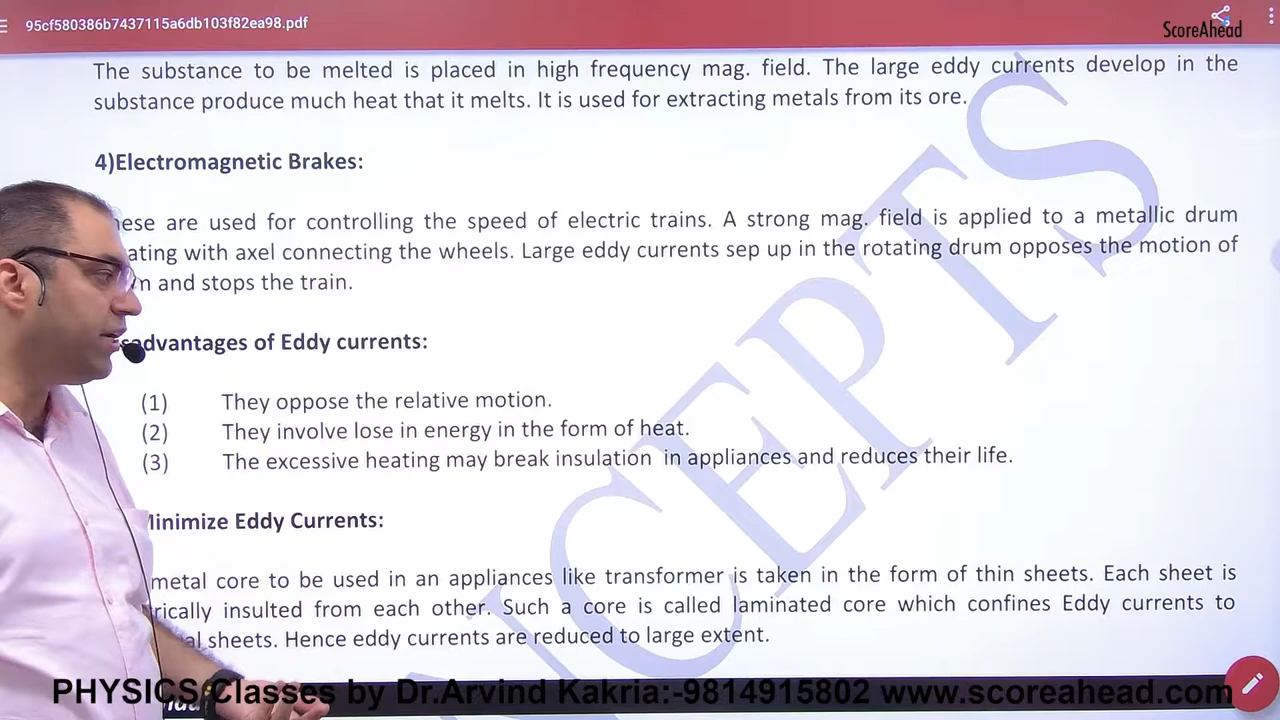 95cf580386b7437115a6db103f82ea98.pdf
ScoreAhead
The substance to be melted is placed in high frequency mag. field. The large eddy currents develop in the
substance produce much heat that it melts. It is used for extracting metals from its ore.
4)Electromagnetic Brakes:
ese are used for controlling the speed of electric trains. A strong mag. field is applied to a metallic drum
ating with axel connecting the wheels. Large eddy currents sep up in the rotating drum opposes the motion of
m and stops the train.
advantages of Eddy currents:
(1) They oppose the relative motion.
(2) They involve lose in energy in the form of heat.
(3) The excessive heating may break insulation in appliances and reduces their life.
Minimize Eddy Currents:
metal core to be used in an appliances like transformer is taken in the form of thin sheets. Each sheet is
rically insulted from each other. Such a core is called laminated core which confines Eddy currents to
al sheets. Hence eddy currents are reduced to large extent.
NCEPTS
PHYSICS Classes by Dr.Arvind Kakria:-9814915802 www.scoreahead.com